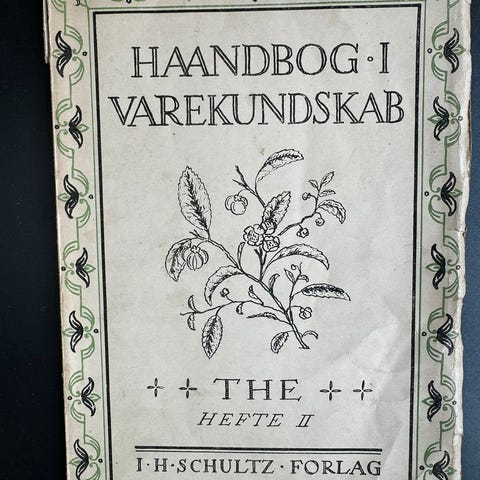 HAANDBOG · I
VAREKUNDSKAB
THE
HEFTE II
I · H · SCHULTZ · FORLAG